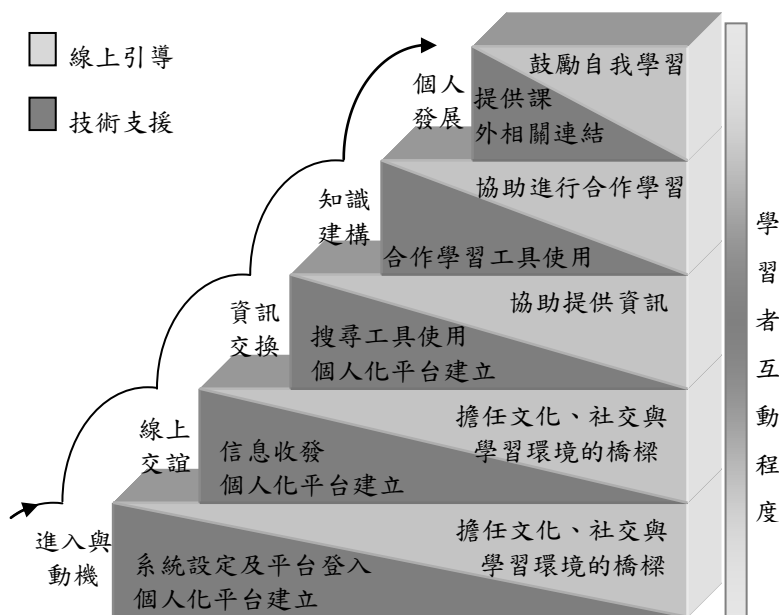 線上引導
技術支援
鼓勵自我學習
個人
發展
提供課
外相關連結
協助進行合作學習
知識
建構
合作學習工具使用
協助提供資訊
資訊
交換
搜尋工具使用
個人化平台建立
擔任文化、社交與
學習環境的橋樑
線上
交誼
信息收發
個人化平台建立
擔任文化、社交與
學習環境的橋樑
進入與
動機
系統設定及平台登入
個人化平台建立
學習者互動程度